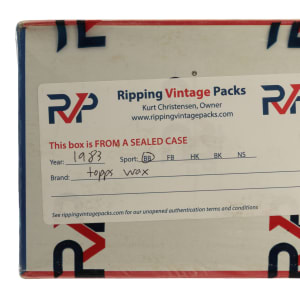 RVP
Ripping Vintage Packs
Kurt Christensen, Owner
www.rippingvintagepacks.com
This box is FROM A SEALED CASE
Year: 1983 Sport: BB FB HK BK NS
Brand: topps wax
See rippingvintagepacks.com for our unopened authentication terms and conditions